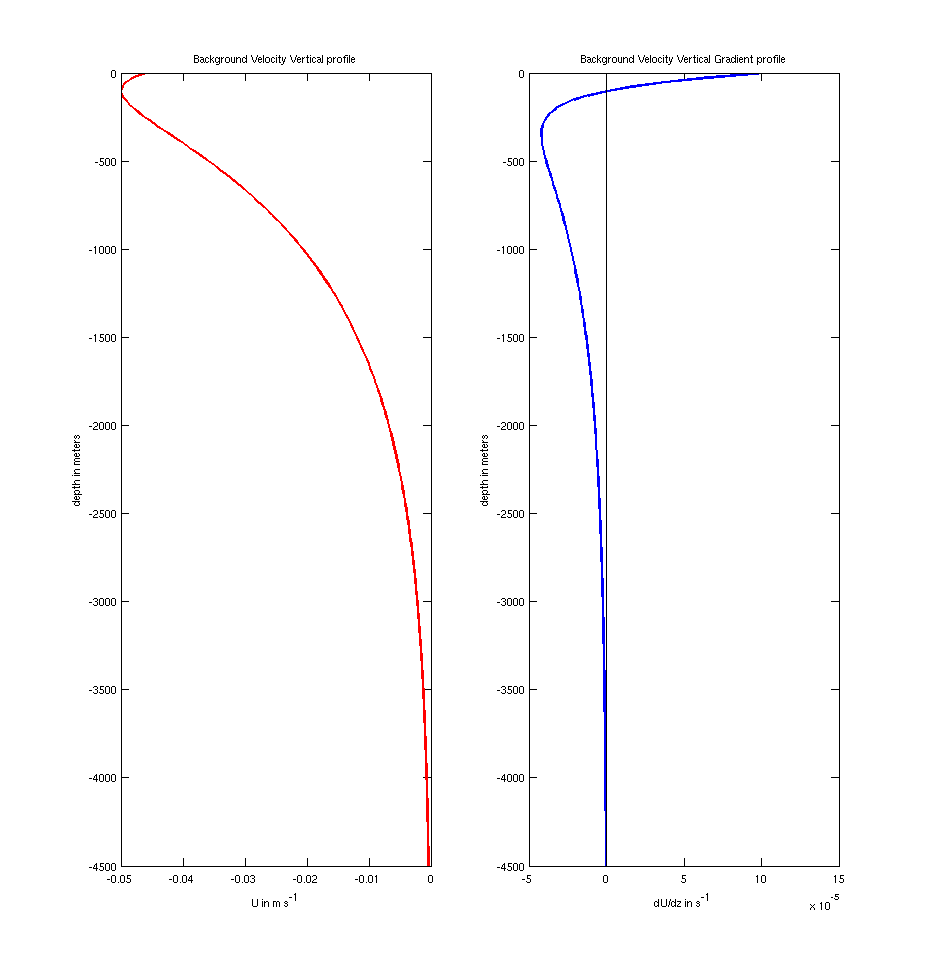 Background Velocity Vertical profile
0
-500
-1000
-1500
-2000
-2500
-3000
-3500
-4000
-4500
depth in meters
-0.05 -0.04 -0.03 -0.02 -0.01 0
U in m s-1
Background Velocity Vertical Gradient profile
0
-500
-1000
-1500
-2000
-2500
-3000
-3500
-4000
-4500
depth in meters
-5 0 5 10 15
dU/dz in s-1
x 10-5